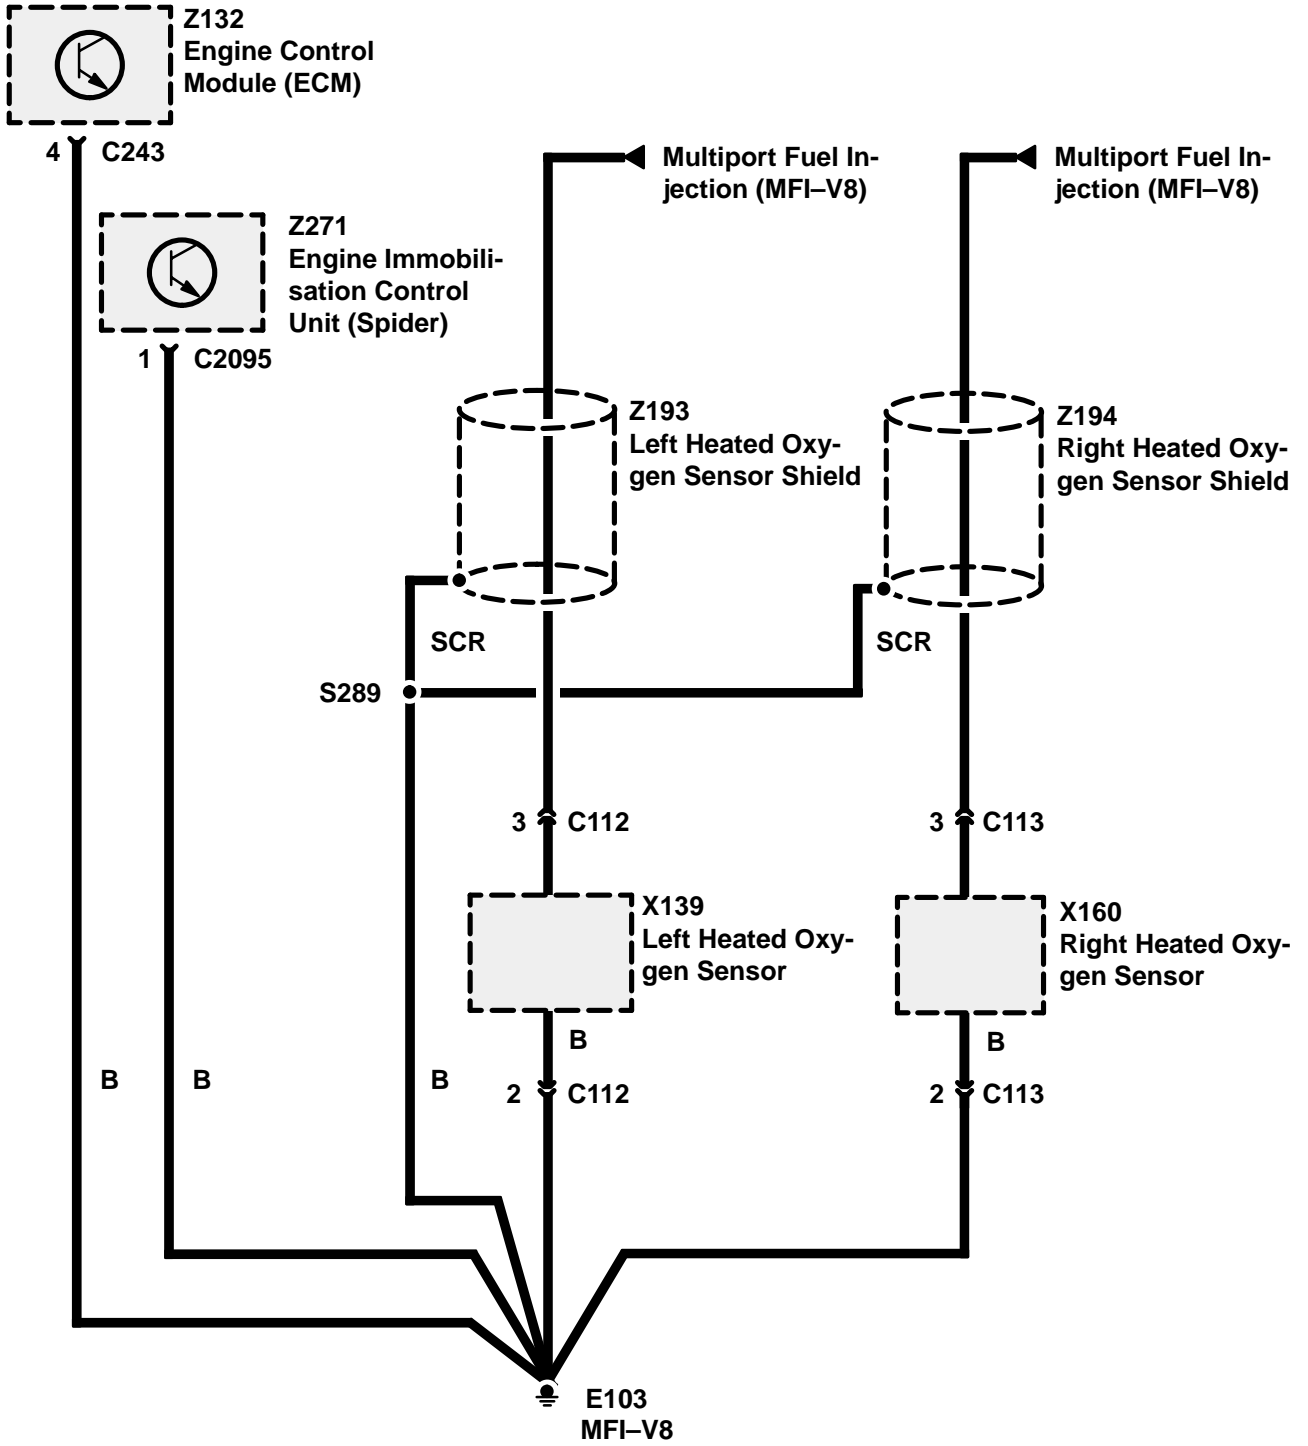 Z132
Engine Control
Module (ECM)
4 C243
Multiport Fuel In-
jection (MFI–V8)
Multiport Fuel In-
jection (MFI–V8)
Z271
Engine Immobili-
sation Control
Unit (Spider)
1 C2095
Z193
Left Heated Oxy-
gen Sensor Shield
Z194
Right Heated Oxy-
gen Sensor Shield
SCR
SCR
S289
3 C112
3 C113
X139
Left Heated Oxy-
gen Sensor
X160
Right Heated Oxy-
gen Sensor
B
B
B
B
B
2 C112
2 C113
E103
MFI–V8